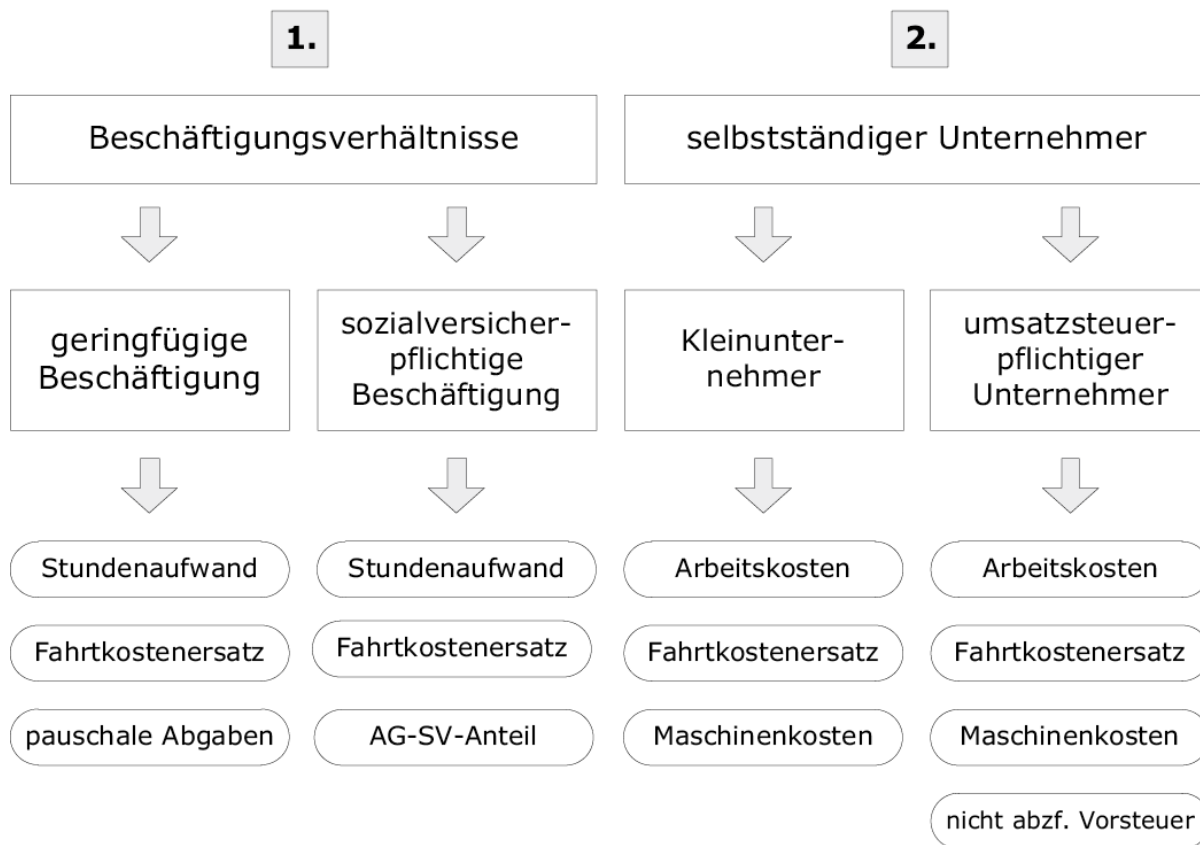 1.
2.
Beschäftigungsverhältnisse
selbstständiger Unternehmer
geringfügige
Beschäftigung
sozialversicher-
pflichtige
Beschäftigung
Kleinunter-
nehmer
umsatzsteuer-
pflichtiger
Unternehmer
Stundenaufwand
Stundenaufwand
Arbeitskosten
Arbeitskosten
Fahrtkostenersatz
Fahrtkostenersatz
Fahrtkostenersatz
Fahrtkostenersatz
pauschale Abgaben
AG-SV-Anteil
Maschinenkosten
Maschinenkosten
nicht abzf. Vorsteuer